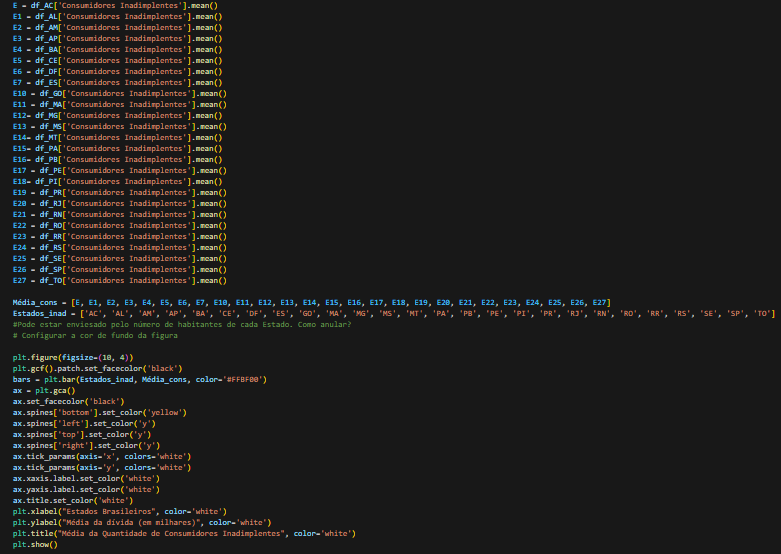 E = df_AC['Consumidores Inadimplentes'].mean()
E1 = df_AL['Consumidores Inadimplentes'].mean()
E2 = df_AM['Consumidores Inadimplentes'].mean()
E3 = df_AP['Consumidores Inadimplentes'].mean()
E4 = df_BA['Consumidores Inadimplentes'].mean()
E5 = df_CE['Consumidores Inadimplentes'].mean()
E6 = df_DF['Consumidores Inadimplentes'].mean()
E7 = df_ES['Consumidores Inadimplentes'].mean()
E10 = df_GO['Consumidores Inadimplentes'].mean()
E11 = df_MA['Consumidores Inadimplentes'].mean()
E12= df_MG['Consumidores Inadimplentes'].mean()
E13 = df_MS['Consumidores Inadimplentes'].mean()
E14= df_MT['Consumidores Inadimplentes'].mean()
E15= df_PA['Consumidores Inadimplentes'].mean()
E16= df_PB['Consumidores Inadimplentes'].mean()
E17 = df_PE['Consumidores Inadimplentes'].mean()
E18= df_PI['Consumidores Inadimplentes'].mean()
E19 = df_PR['Consumidores Inadimplentes'].mean()
E20 = df_RJ['Consumidores Inadimplentes'].mean()
E21 = df_RN['Consumidores Inadimplentes'].mean()
E22 = df_RO['Consumidores Inadimplentes'].mean()
E23 = df_RR['Consumidores Inadimplentes'].mean()
E24 = df_RS['Consumidores Inadimplentes'].mean()
E25 = df_SE['Consumidores Inadimplentes'].mean()
E26 = df_SP['Consumidores Inadimplentes'].mean()
E27 = df_TO['Consumidores Inadimplentes'].mean()
Média_cons = [E, E1, E2, E3, E4, E5, E6, E7, E10, E11, E12, E13, E14, E15, E16, E17, E18, E19, E20, E21, E22, E23, E24, E25, E26, E27]
Estados_inad = ['AC', 'AL', 'AM', 'AP', 'BA', 'CE', 'DF', 'ES', 'GO', 'MA', 'MG', 'MS', 'MT', 'PA', 'PB', 'PE', 'PI', 'PR', 'RJ', 'RN', 'RO', 'RR', 'RS', 'SE', 'SP', 'TO']
#Pode estar enviesado pelo número de habitantes de cada Estado. Como anular?
# Configurar a cor de fundo da figura
plt.figure(figsize=(10, 4))
plt.gcf().patch.set_facecolor('black')
bars = plt.bar(Estados_inad, Média_cons, color='#FFBF00')
ax = plt.gca()
ax.set_facecolor('black')
ax.spines['bottom'].set_color('yellow')
ax.spines['left'].set_color('y')
ax.spines['top'].set_color('y')
ax.spines['right'].set_color('y')
ax.tick_params(axis='x', colors='white')
ax.tick_params(axis='y', colors='white')
ax.xaxis.label.set_color('white')
ax.yaxis.label.set_color('white')
ax.title.set_color('white')
plt.xlabel("Estados Brasileiros", color='white')
plt.ylabel("Média da dívida (em milhares)", color='white')
plt.title("Média da Quantidade de Consumidores Inadimplentes", color='white')
plt.show()